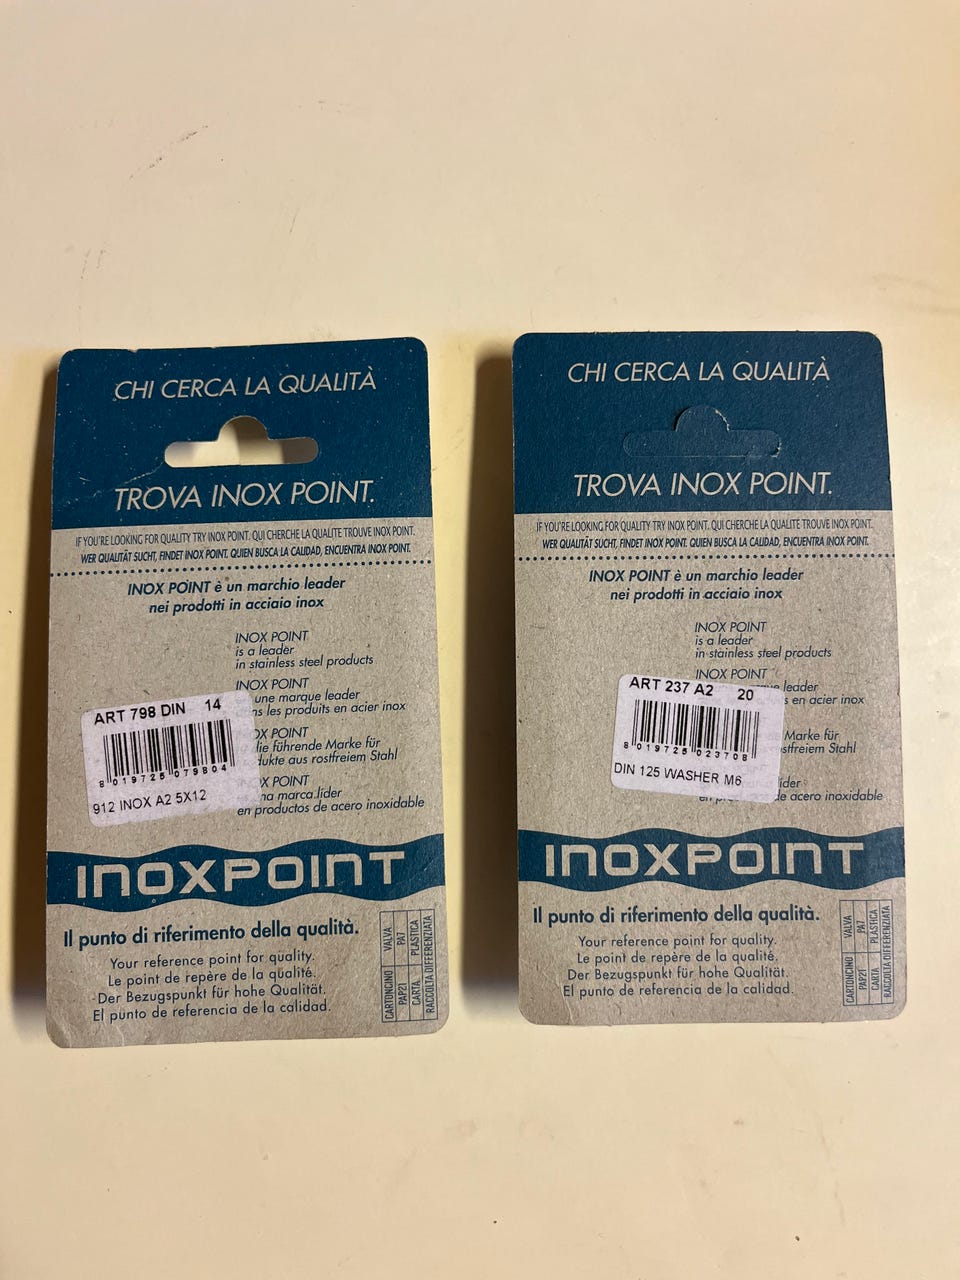 CHI CERCA LA QUALITÀ
TROVA INOX POINT.
IF YOU'RE LOOKING FOR QUALITY TRY INOX POINT. QUI CHERCHE LA QUALITE TROUVE INOX POINT.
WER QUALITÄT SUCHT, FINDET INOX POINT. QUIEN BUSCA LA CALIDAD, ENCUENTRA INOX POINT.
INOX POINT è un marchio leader
nei prodotti in acciaio inox
INOX POINT
is a leader
in stainless steel products
INOX POINT
une marque leader
les produits en acier inox
POINT
die führende Marke für
aus rostfreiem Stahl
POINT
marca líder
en productos de acero inoxidable
ART 798 DIN 14
8 019725 079804
912 INOX A2 5X12
INOXPOINT
Il punto di riferimento della qualità.
Your reference point for quality.
Le point de repère de la qualité.
Der Bezugspunkt für hohe Qualität.
El punto de referencia de la calidad.
CARTONCINO VALVA
PAP21 PA7
CARTA PLASTICA
RACCOLTA DIFFERENZIATA
CHI CERCA LA QUALITÀ
TROVA INOX POINT.
IF YOU'RE LOOKING FOR QUALITY TRY INOX POINT. QUI CHERCHE LA QUALITE TROUVE INOX POINT.
WER QUALITÄT SUCHT, FINDET INOX POINT. QUIEN BUSCA LA CALIDAD, ENCUENTRA INOX POINT.
INOX POINT è un marchio leader
nei prodotti in acciaio inox
INOX POINT
is a leader
in stainless steel products
INOX POINT
leader
en acier inox
Marke für
rostfreiem Stahl
líder
en de acero inoxidable
ART 237 A2 20
8 019725 023708
DIN 125 WASHER M6
INOXPOINT
Il punto di riferimento della qualità.
Your reference point for quality.
Le point de repère de la qualité.
Der Bezugspunkt für hohe Qualität.
El punto de referencia de la calidad.
CARTONCINO VALVA
PAP21 PA7
CARTA PLASTICA
RACCOLTA DIFFERENZIATA